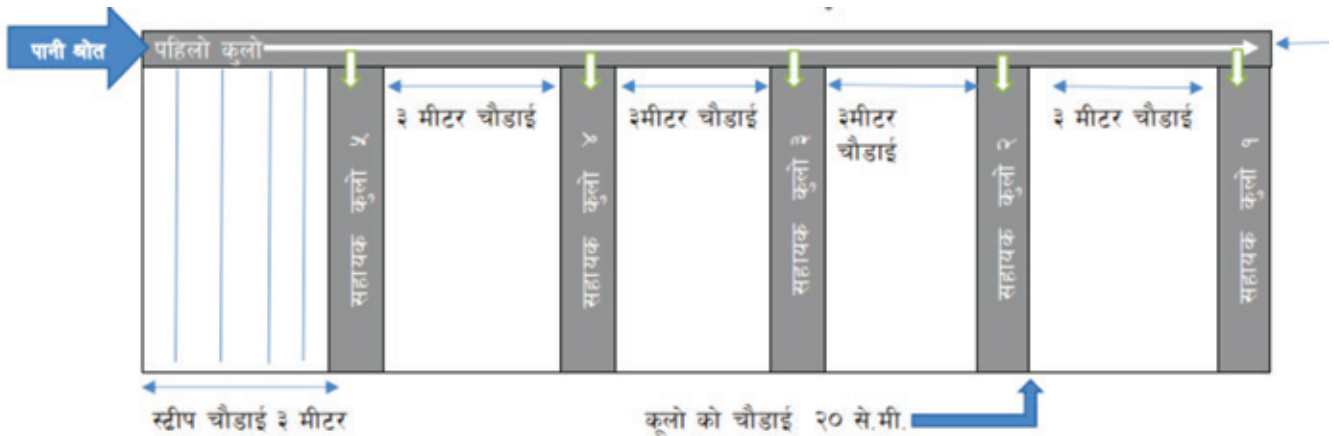 पानी श्रोत
पहिलो कुलो
३ मीटर चौडाई
३मीटर चौडाई
३मीटर
चौडाई
३ मीटर चौडाई
सहायक कुलो ५
सहायक कुलो ४
सहायक कुलो ३
सहायक कुलो २
सहायक कुलो १
स्टीप चौडाई ३ मीटर
कूलो को चौडाई २० से.मी.